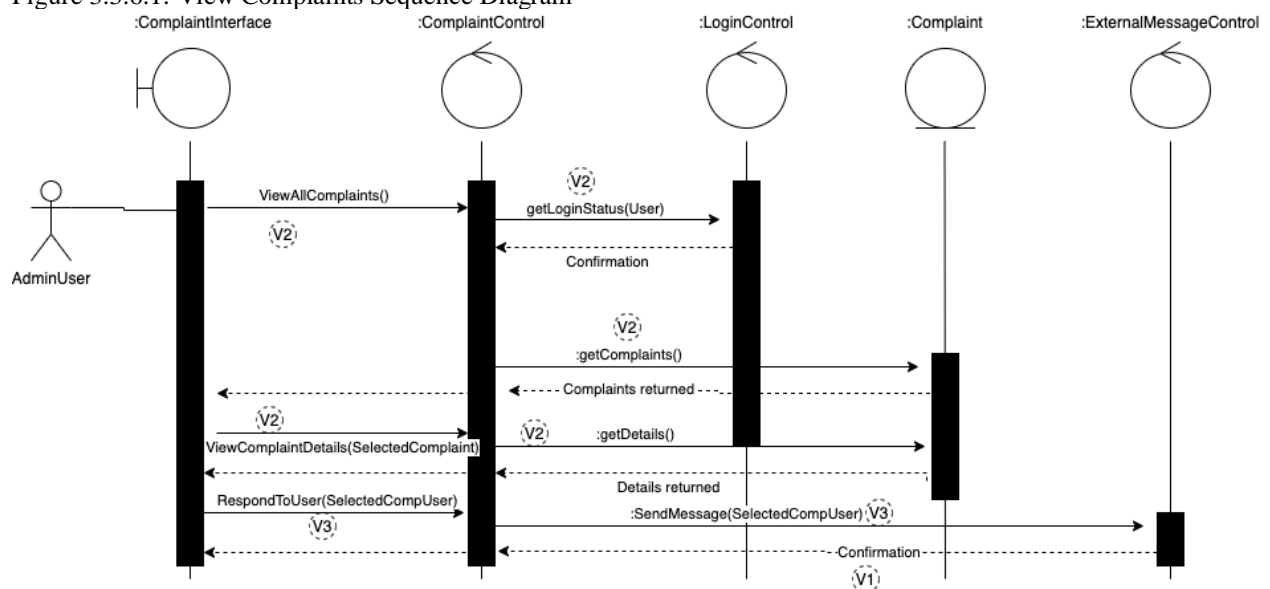 Figure 3.3.6.1: View Complaints Sequence Diagram
:ComplaintInterface
:ComplaintControl
:LoginControl
:Complaint
:ExternalMessageControl
AdminUser
ViewAllComplaints()
V2
V2
getLoginStatus(User)
Confirmation
V2
:getComplaints()
Complaints returned
V2
ViewComplaintDetails(SelectedComplaint)
V2
:getDetails()
Details returned
RespondToUser(SelectedCompUser)
V3
:SendMessage(SelectedCompUser)
V3
Confirmation
V1